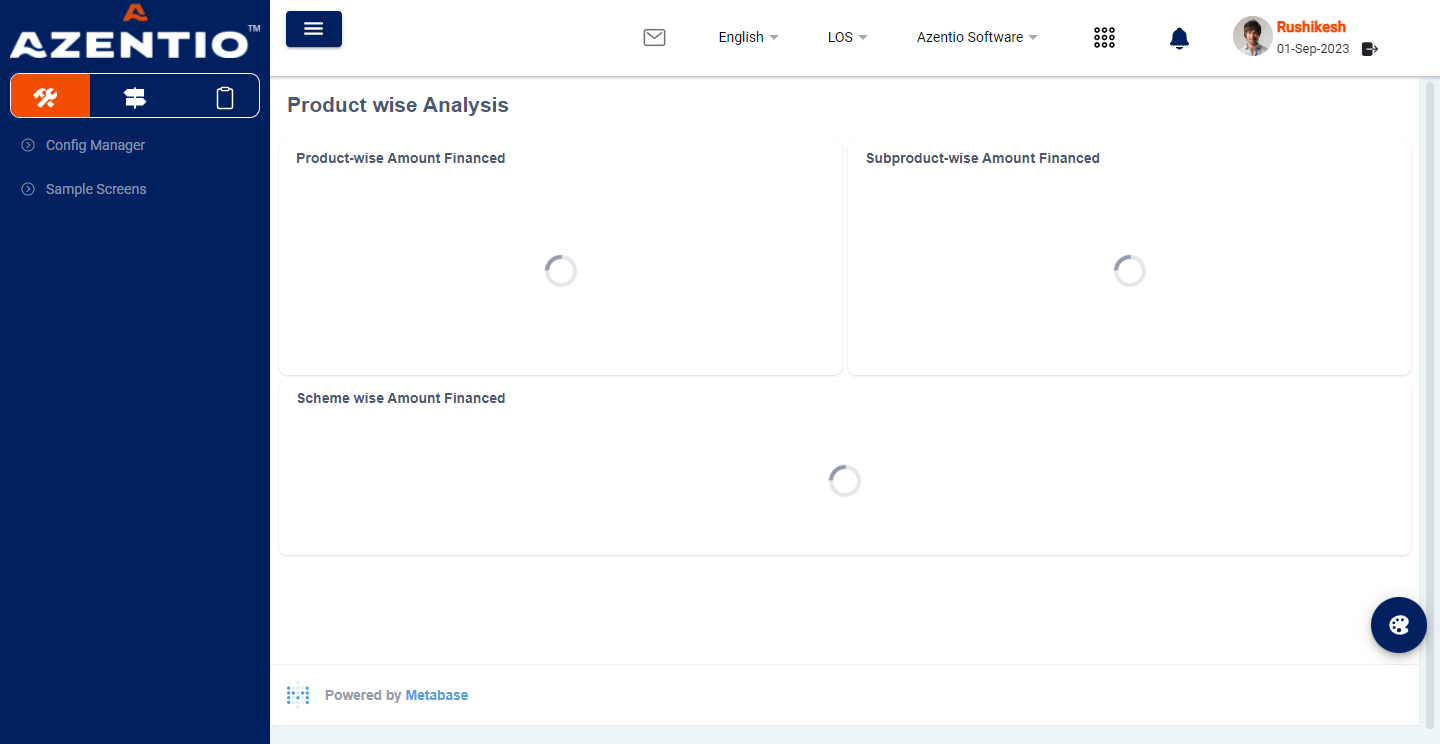 AZENTIO™
English
LOS
Azentio Software
Rushikesh
01-Sep-2023
Config Manager
Sample Screens
Product wise Analysis
Product-wise Amount Financed
Subproduct-wise Amount Financed
Scheme wise Amount Financed
Powered by Metabase